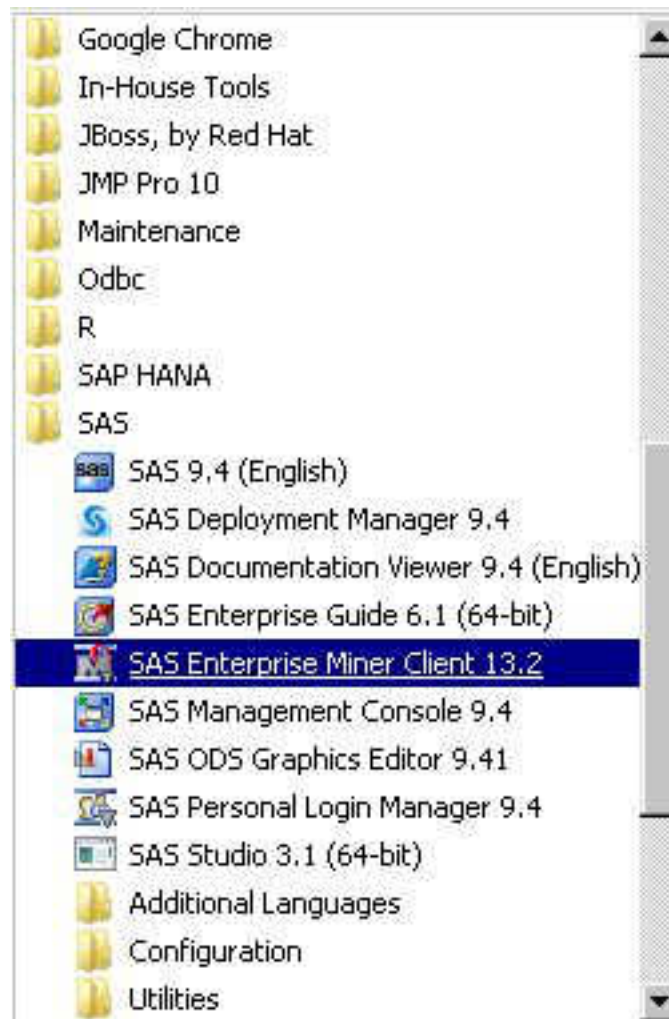 Google Chrome
In-House Tools
JBoss, by Red Hat
JMP Pro 10
Maintenance
Odbc
R
SAP HANA
SAS
SAS 9.4 (English)
SAS Deployment Manager 9.4
SAS Documentation Viewer 9.4 (English)
SAS Enterprise Guide 6.1 (64-bit)
SAS Enterprise Miner Client 13.2
SAS Management Console 9.4
SAS ODS Graphics Editor 9.41
SAS Personal Login Manager 9.4
SAS Studio 3.1 (64-bit)
Additional Languages
Configuration
Utilities